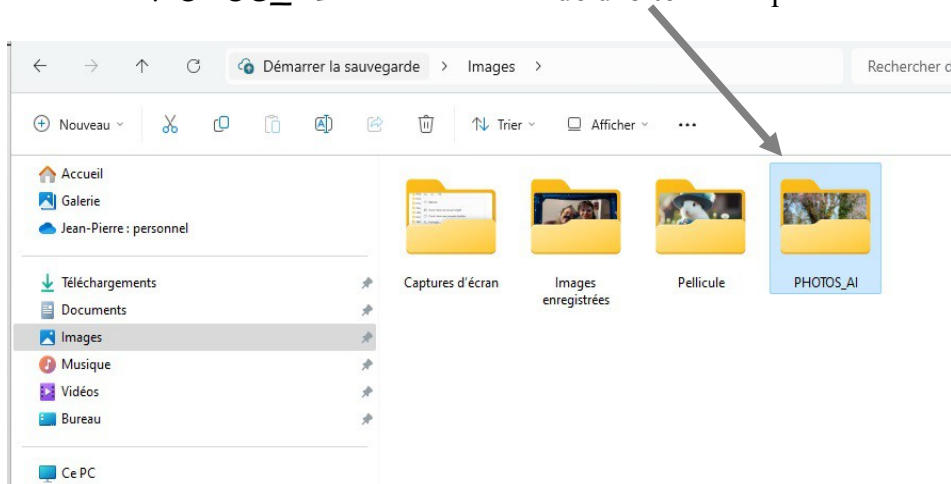 Démarrer la sauvegarde > Images >
Rechercher d
Nouveau
Trier
Afficher
Accueil
Galerie
Jean-Pierre : personnel
Téléchargements
Documents
Images
Musique
Vidéos
Bureau
Ce PC
Captures d'écran
Images
enregistrées
Pellicule
PHOTOS_AI